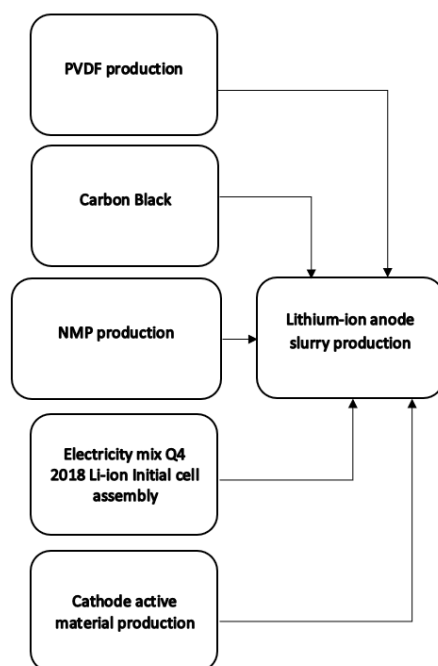 PVDF production
Carbon Black
NMP production
Lithium-ion anode
slurry production
Electricity mix Q4
2018 Li-ion Initial cell
assembly
Cathode active
material production